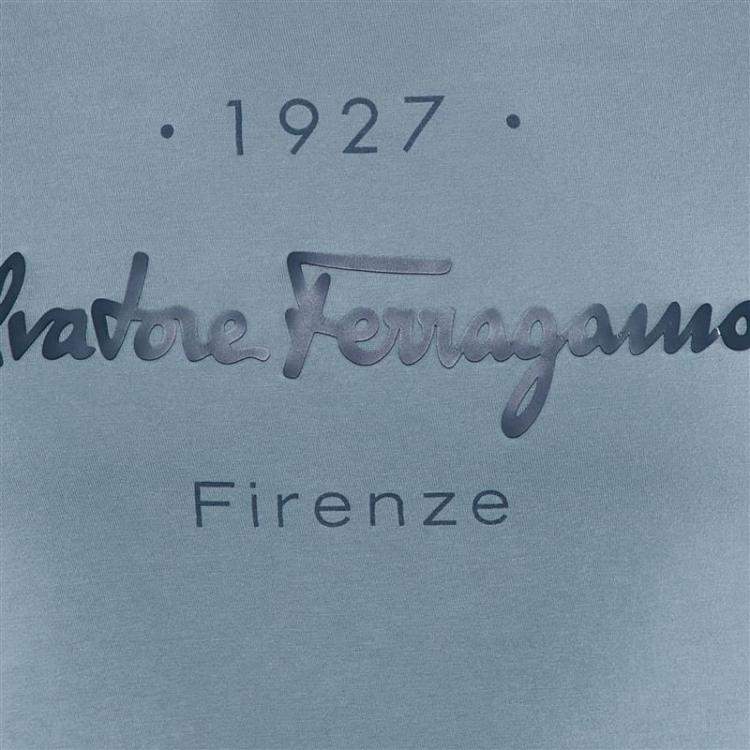 · 1927 ·
lvatore Ferragamo
Firenze